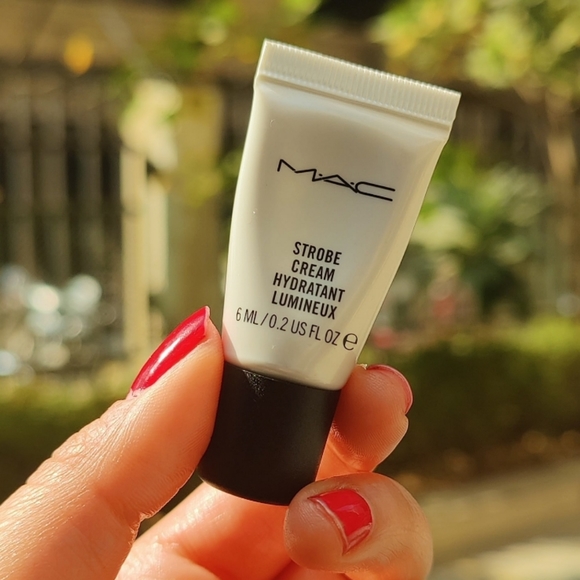 M·A·C
STROBE
CREAM
HYDRATANT
LUMINEUX
6 ML / 0.2 US FL OZ ℮